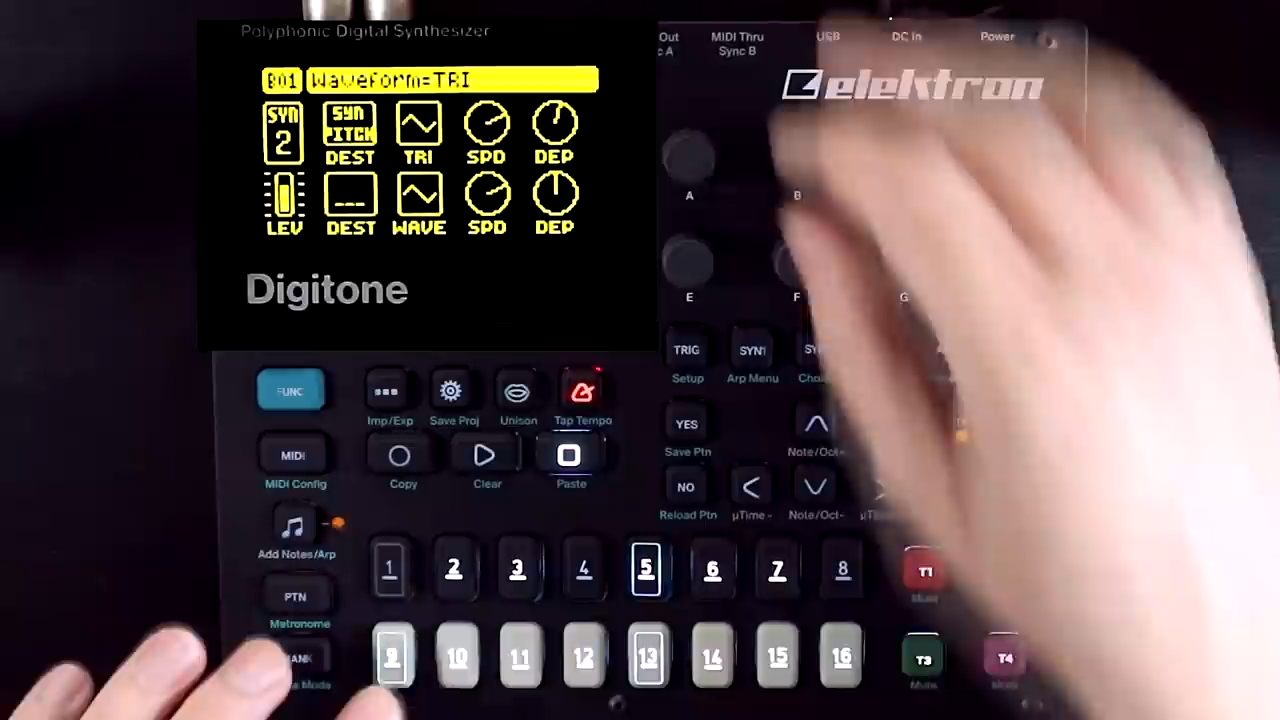 Polyphonic Digital Synthesizer
Out MIDI Thru USB DC In Power
Sync B
B01 Waveform=TRI
elektron
SYN 2 SYN PITCH
DEST TRI SPD DEP
---
LEV DEST WAVE SPD DEP
A B
E F G
Digitone
TRIG SYN1
Setup Arp Menu
FUNC
Imp/Exp Save Proj Unison Tap Tempo
YES
Save Ptn Note/Oct+
MIDI
MIDI Config Copy Clear Paste
NO
Reload Ptn µTime - Note/Oct-
Add Notes/Arp
1 2 3 4 5 6 7 8 T1
PTN
Metronome
9 10 11 12 13 14 15 16 T3 T4
Mute